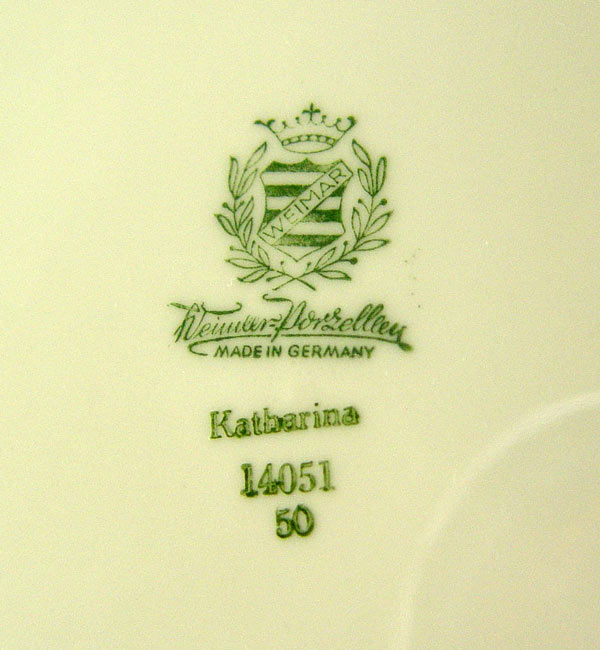 WEIMAR
Weimar-Porzellan
MADE IN GERMANY
Katharina
14051
50